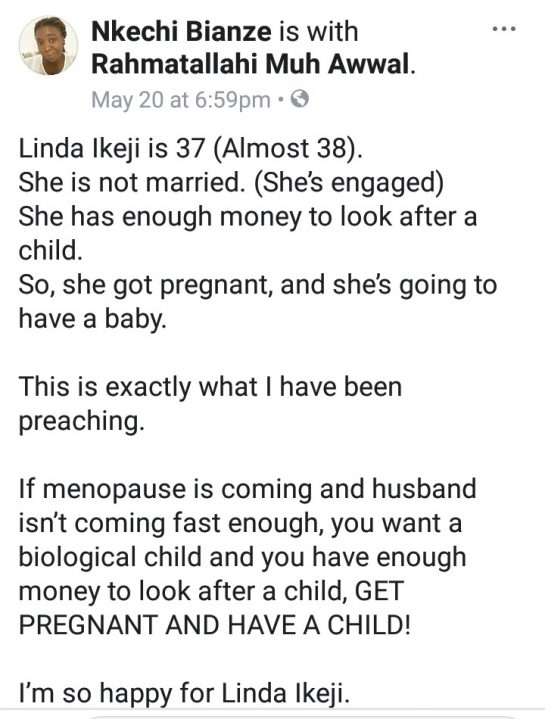 Nkechi Bianze is with
Rahmatallahi Muh Awwal.
May 20 at 6:59pm •
Linda Ikeji is 37 (Almost 38).
She is not married. (She's engaged)
She has enough money to look after a
child.
So, she got pregnant, and she's going to
have a baby.
This is exactly what I have been
preaching.
If menopause is coming and husband
isn't coming fast enough, you want a
biological child and you have enough
money to look after a child, GET
PREGNANT AND HAVE A CHILD!
I'm so happy for Linda Ikeji.